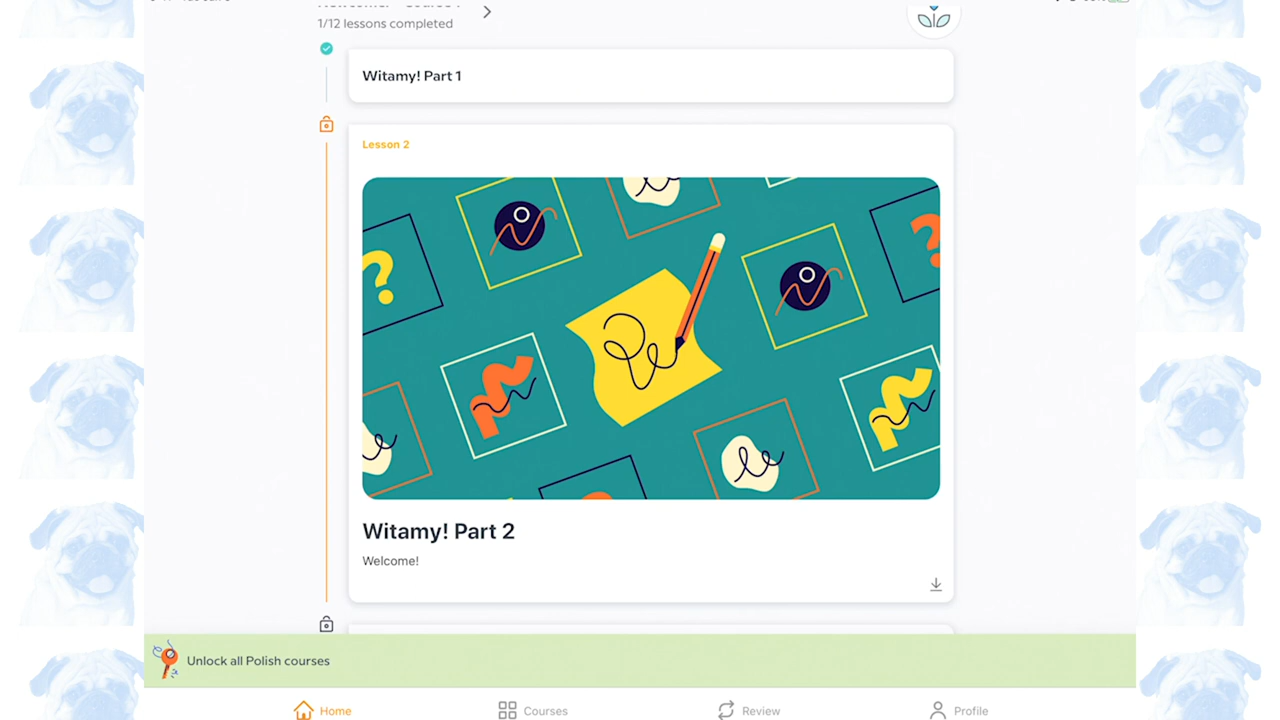 1/12 lessons completed
Witamy! Part 1
Lesson 2
Witamy! Part 2
Welcome!
Unlock all Polish courses
Home
Courses
Review
Profile